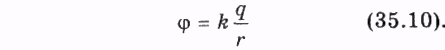 φ = k q/r (35.10).